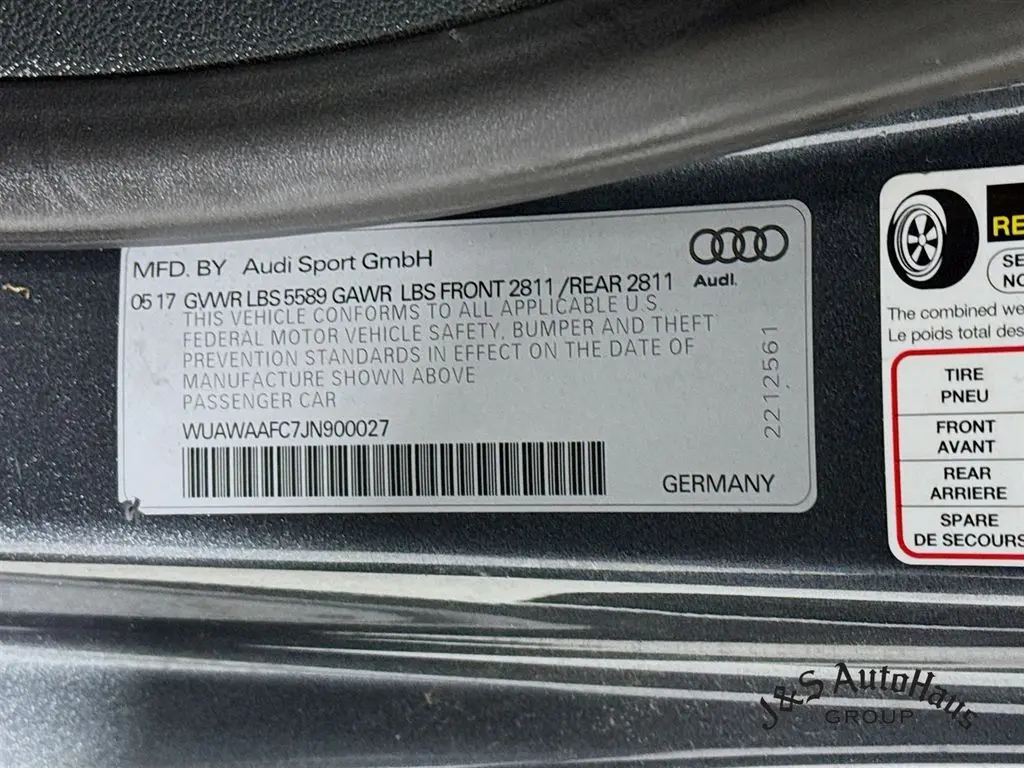 MFD. BY Audi Sport GmbH
Audi.
05 17 GVWR LBS 5589 GAWR LBS FRONT 2811 /REAR 2811
THIS VEHICLE CONFORMS TO ALL APPLICABLE U.S.
FEDERAL MOTOR VEHICLE SAFETY, BUMPER AND THEFT
PREVENTION STANDARDS IN EFFECT ON THE DATE OF
MANUFACTURE SHOWN ABOVE
PASSENGER CAR
2212561
WUAWAAFC7JN900027
GERMANY
The combined
Le poids total
TIRE
PNEU
FRONT
AVANT
REAR
ARRIERE
SPARE
DE SECOURS
J&S AutoHaus
GROUP